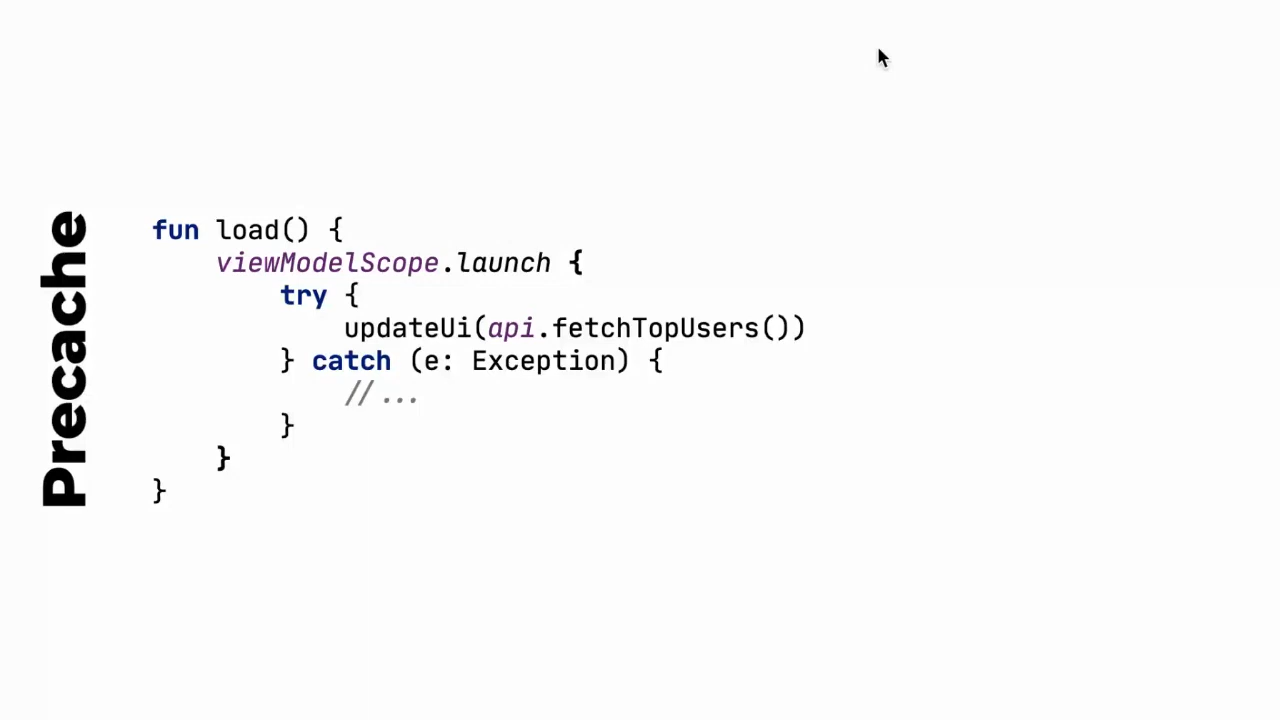 Precache
fun load() {
    viewModelScope.launch {
        try {
            updateUi(api.fetchTopUsers())
        } catch (e: Exception) {
            //...
        }
    }
}